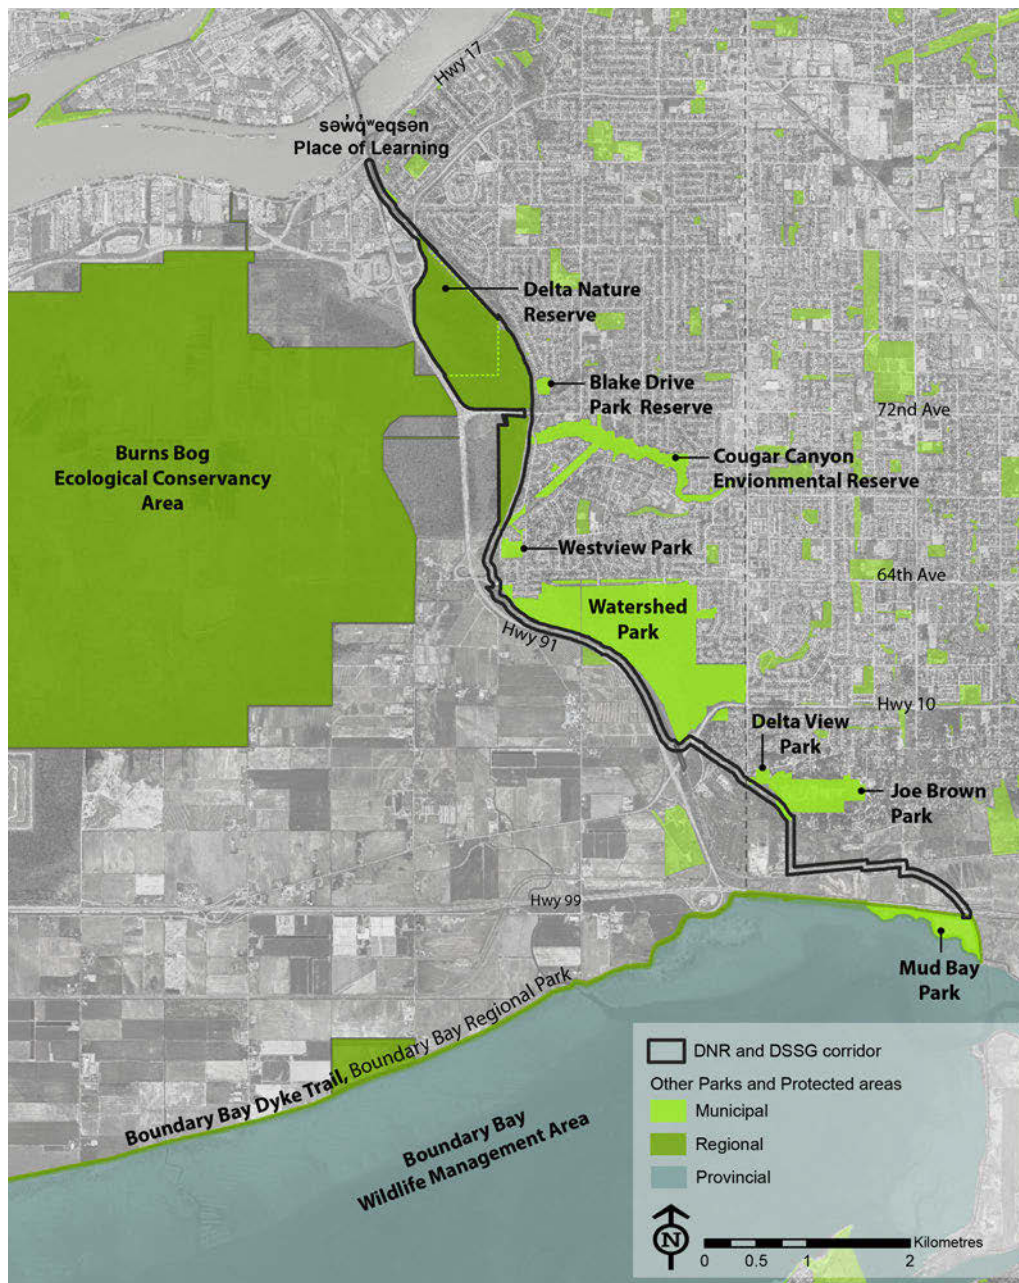 Hwy 17
səw̓q̓ʷeqsən
Place of Learning
Delta Nature
Reserve
Blake Drive
Park Reserve
72nd Ave
Cougar Canyon
Envionmental Reserve
Burns Bog
Ecological Conservancy
Area
Westview Park
64th Ave
Watershed
Park
Hwy 91
Hwy 10
Delta View
Park
Joe Brown
Park
Hwy 99
Mud Bay
Park
Boundary Bay Dyke Trail, Boundary Bay Regional Park
Boundary Bay
Wildlife Management Area
DNR and DSSG corridor
Other Parks and Protected areas
Municipal
Regional
Provincial
N
Kilometres
0 0.5 1 2